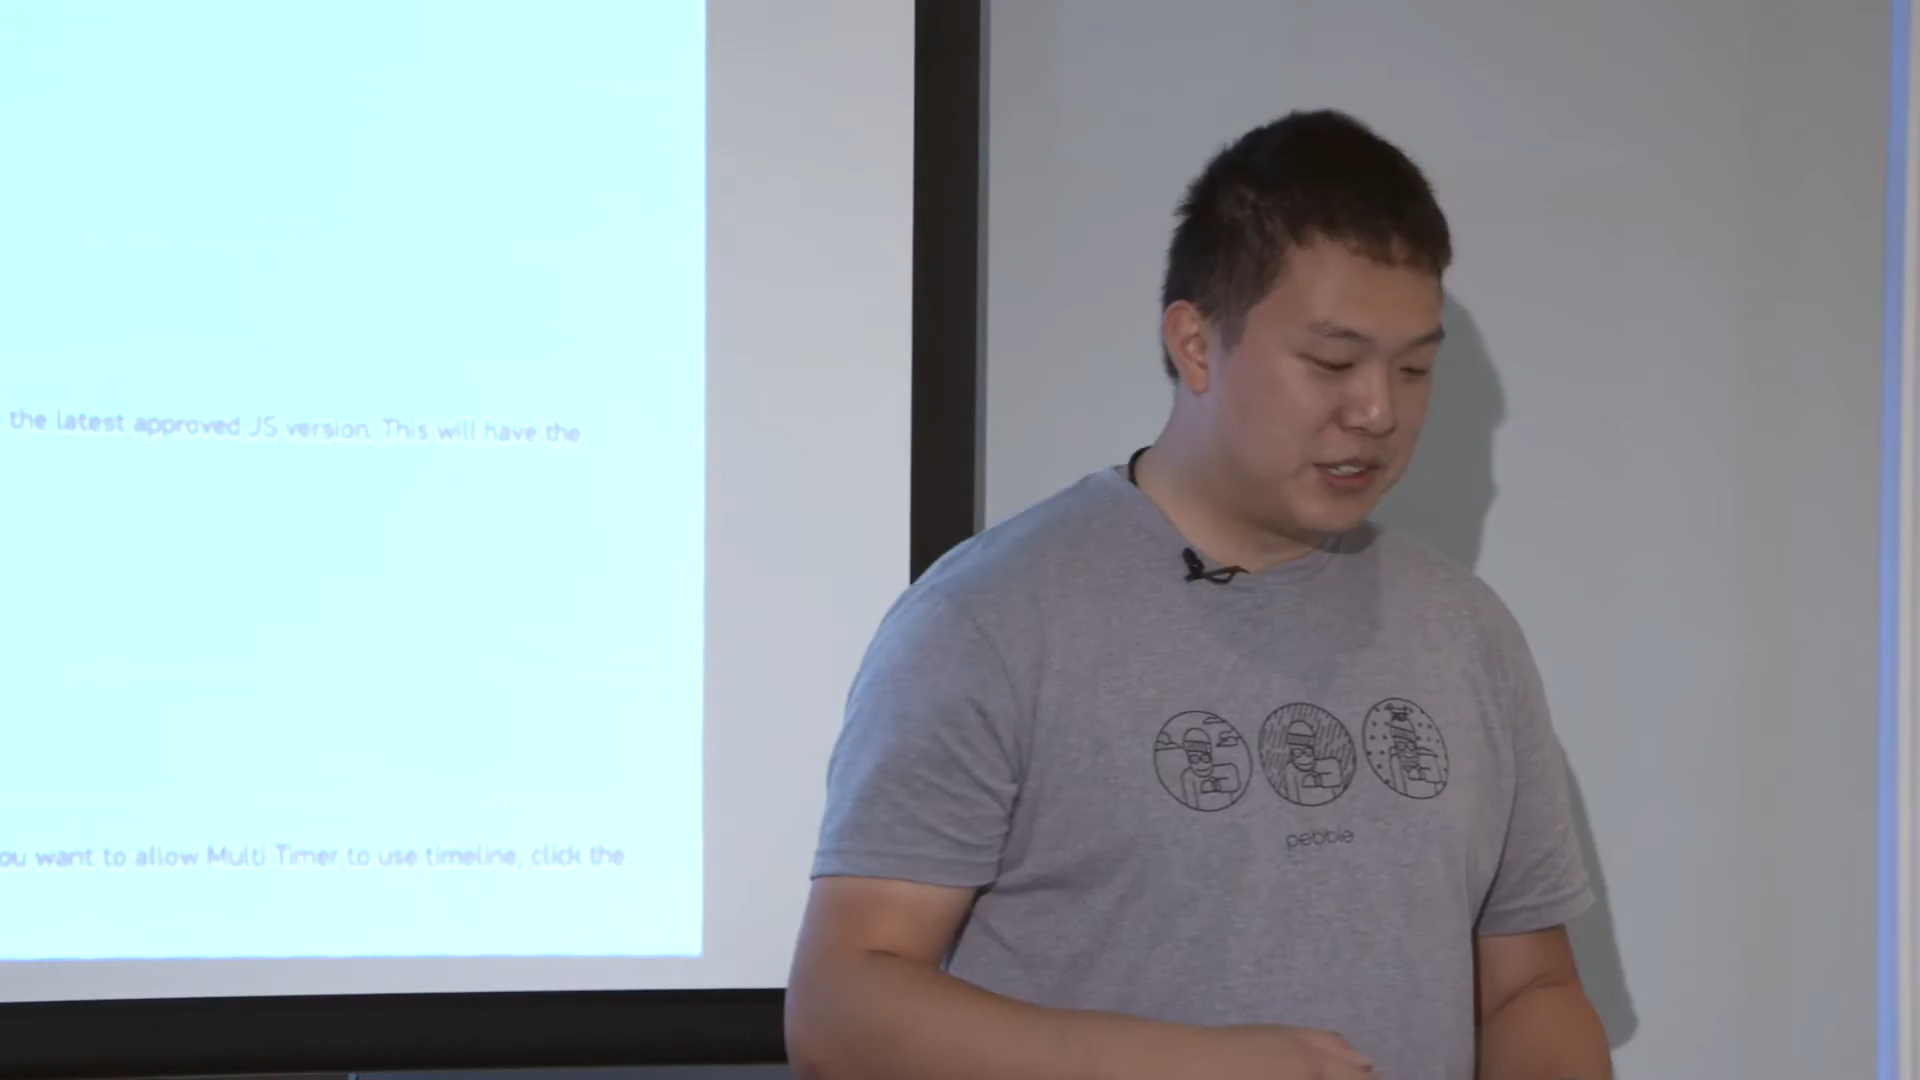 the latest approved JS version. This will have the
ou want to allow Multi Timer to use timeline, click the
pebble